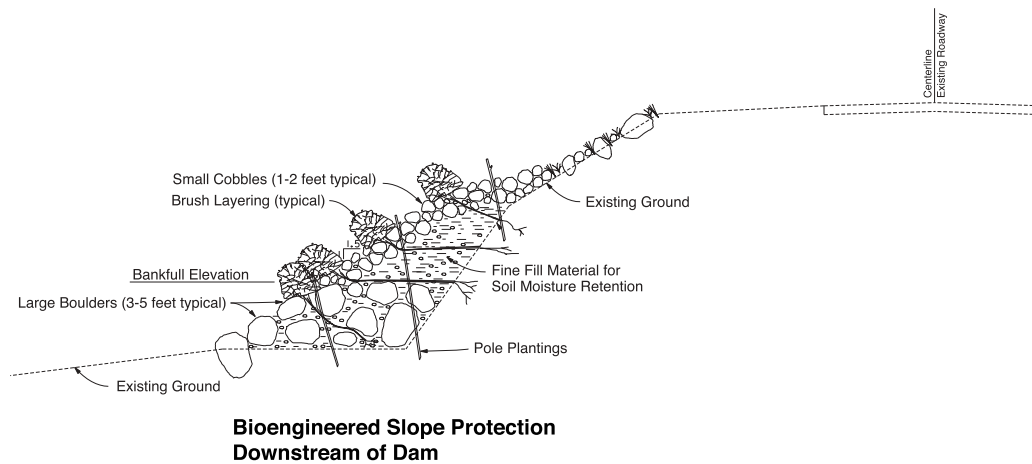 Centerline
Existing Roadway
Small Cobbles (1-2 feet typical)
Brush Layering (typical)
Existing Ground
1.5
1
Bankfull Elevation
Fine Fill Material for
Soil Moisture Retention
Large Boulders (3-5 feet typical)
Pole Plantings
Existing Ground
Bioengineered Slope Protection
Downstream of Dam